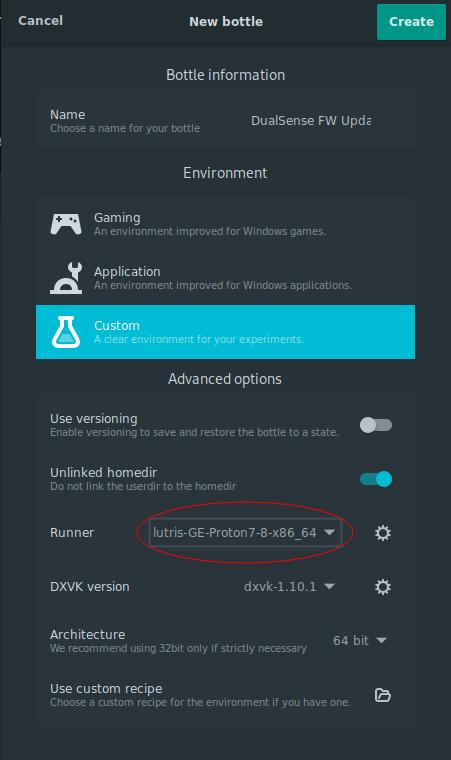 Cancel
New bottle
Create
Bottle information
Name
Choose a name for your bottle
DualSense FW Upda
Environment
Gaming
An environment improved for Windows games.
Application
An environment improved for Windows applications.
Custom
A clear environment for your experiments.
Advanced options
Use versioning
Enable versioning to save and restore the bottle to a state.
Unlinked homedir
Do not link the userdir to the homedir
Runner
lutris-GE-Proton7-8-x86_64
DXVK version
dxvk-1.10.1
Architecture
We recommend using 32bit only if strictly necessary
64 bit
Use custom recipe
Choose a custom recipe for the environment if you have one.